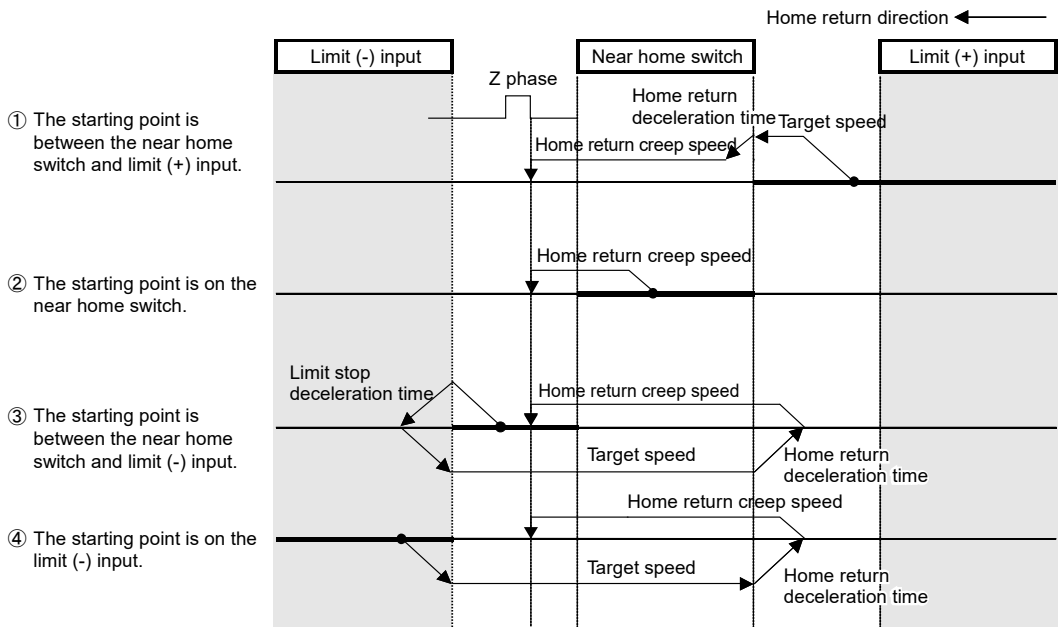 Home return direction
Limit (-) input
Near home switch
Limit (+) input
Z phase
① The starting point is
between the near home
switch and limit (+) input.
Home return
deceleration time
Target speed
Home return creep speed
② The starting point is on the
near home switch.
Home return creep speed
Limit stop
deceleration time
③ The starting point is
between the near home
switch and limit (-) input.
Home return creep speed
Target speed
Home return
deceleration time
④ The starting point is on the
limit (-) input.
Home return creep speed
Target speed
Home return
deceleration time